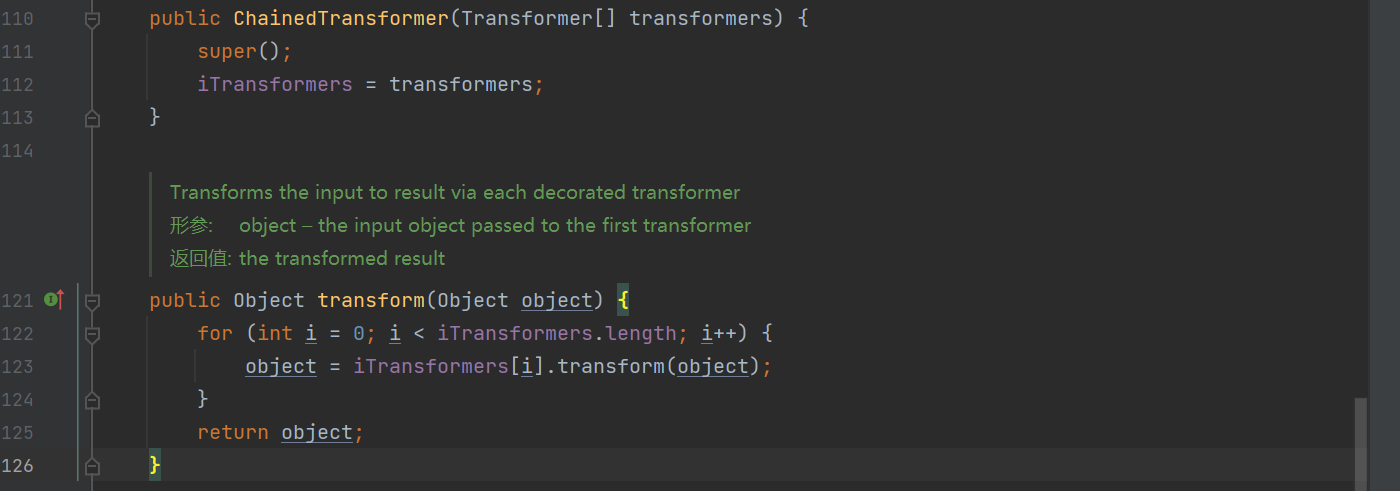 110 public ChainedTransformer(Transformer[] transformers) {
111 super();
112 iTransformers = transformers;
113 }
114
Transforms the input to result via each decorated transformer
形参: object – the input object passed to the first transformer
返回值: the transformed result
121 public Object transform(Object object) {
122 for (int i = 0; i < iTransformers.length; i++) {
123 object = iTransformers[i].transform(object);
124 }
125 return object;
126 }